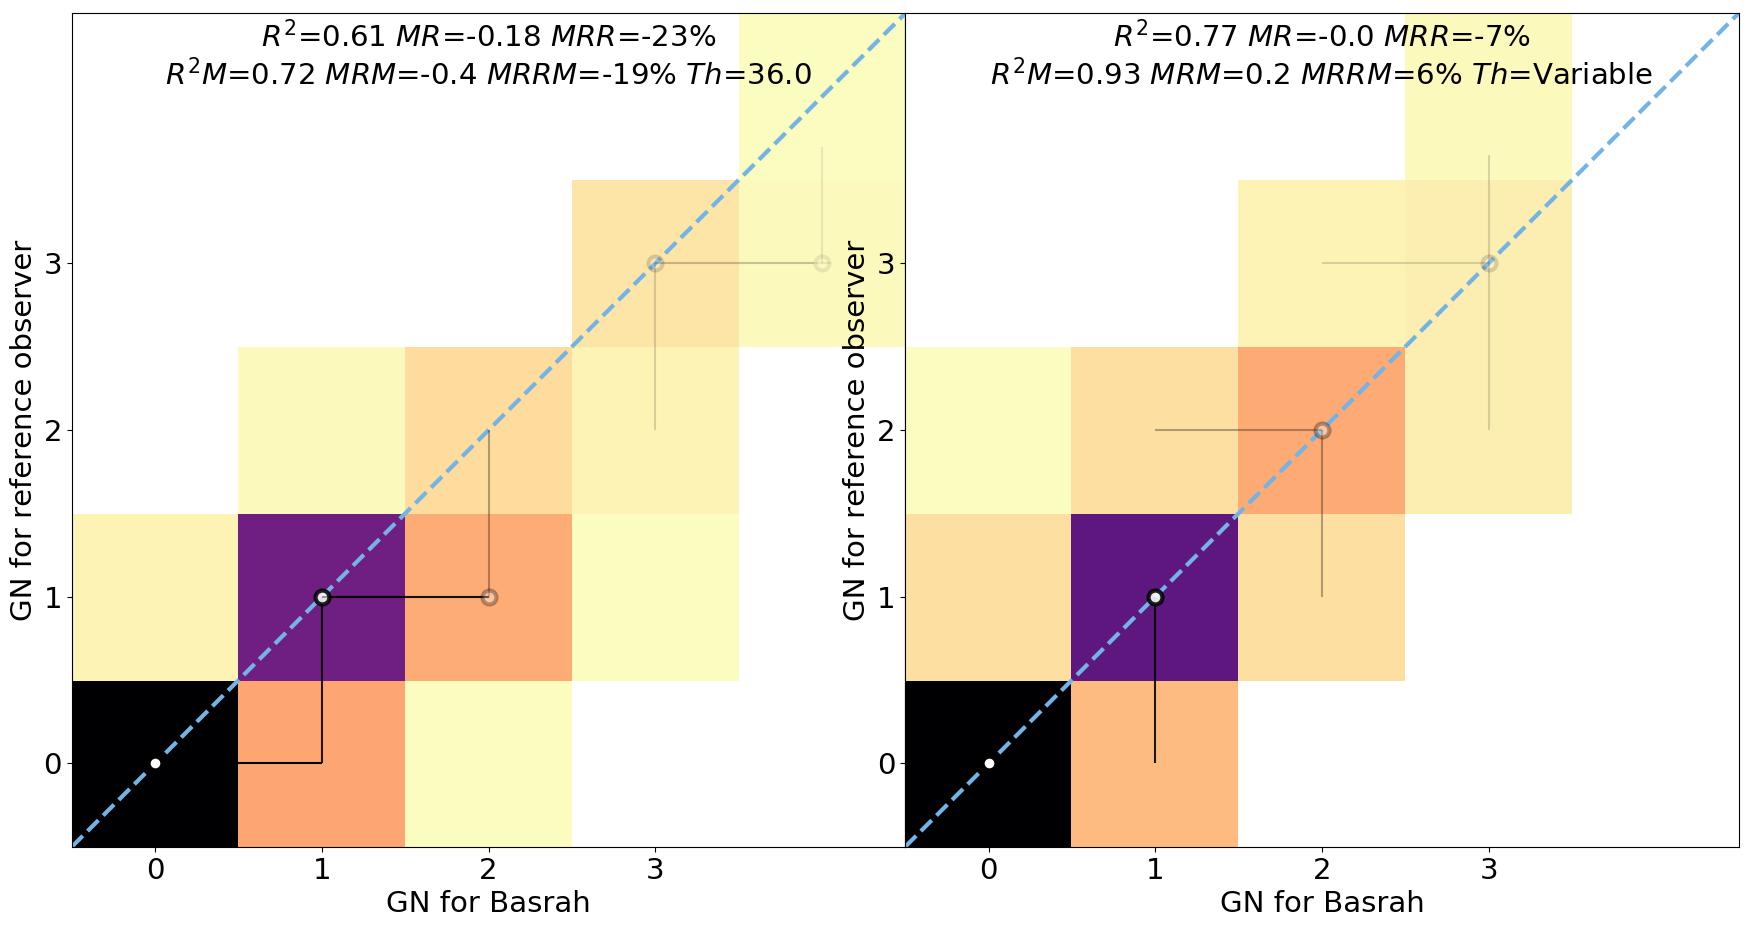 R²=0.61 MR=-0.18 MRR=-23%
R²M=0.72 MRM=-0.4 MRRM=-19% Th=36.0
GN for reference observer
3
2
1
0
0 1 2 3
GN for Basrah
R²=0.77 MR=-0.0 MRR=-7%
R²M=0.93 MRM=0.2 MRRM=6% Th=Variable
GN for reference observer
3
2
1
0
0 1 2 3
GN for Basrah